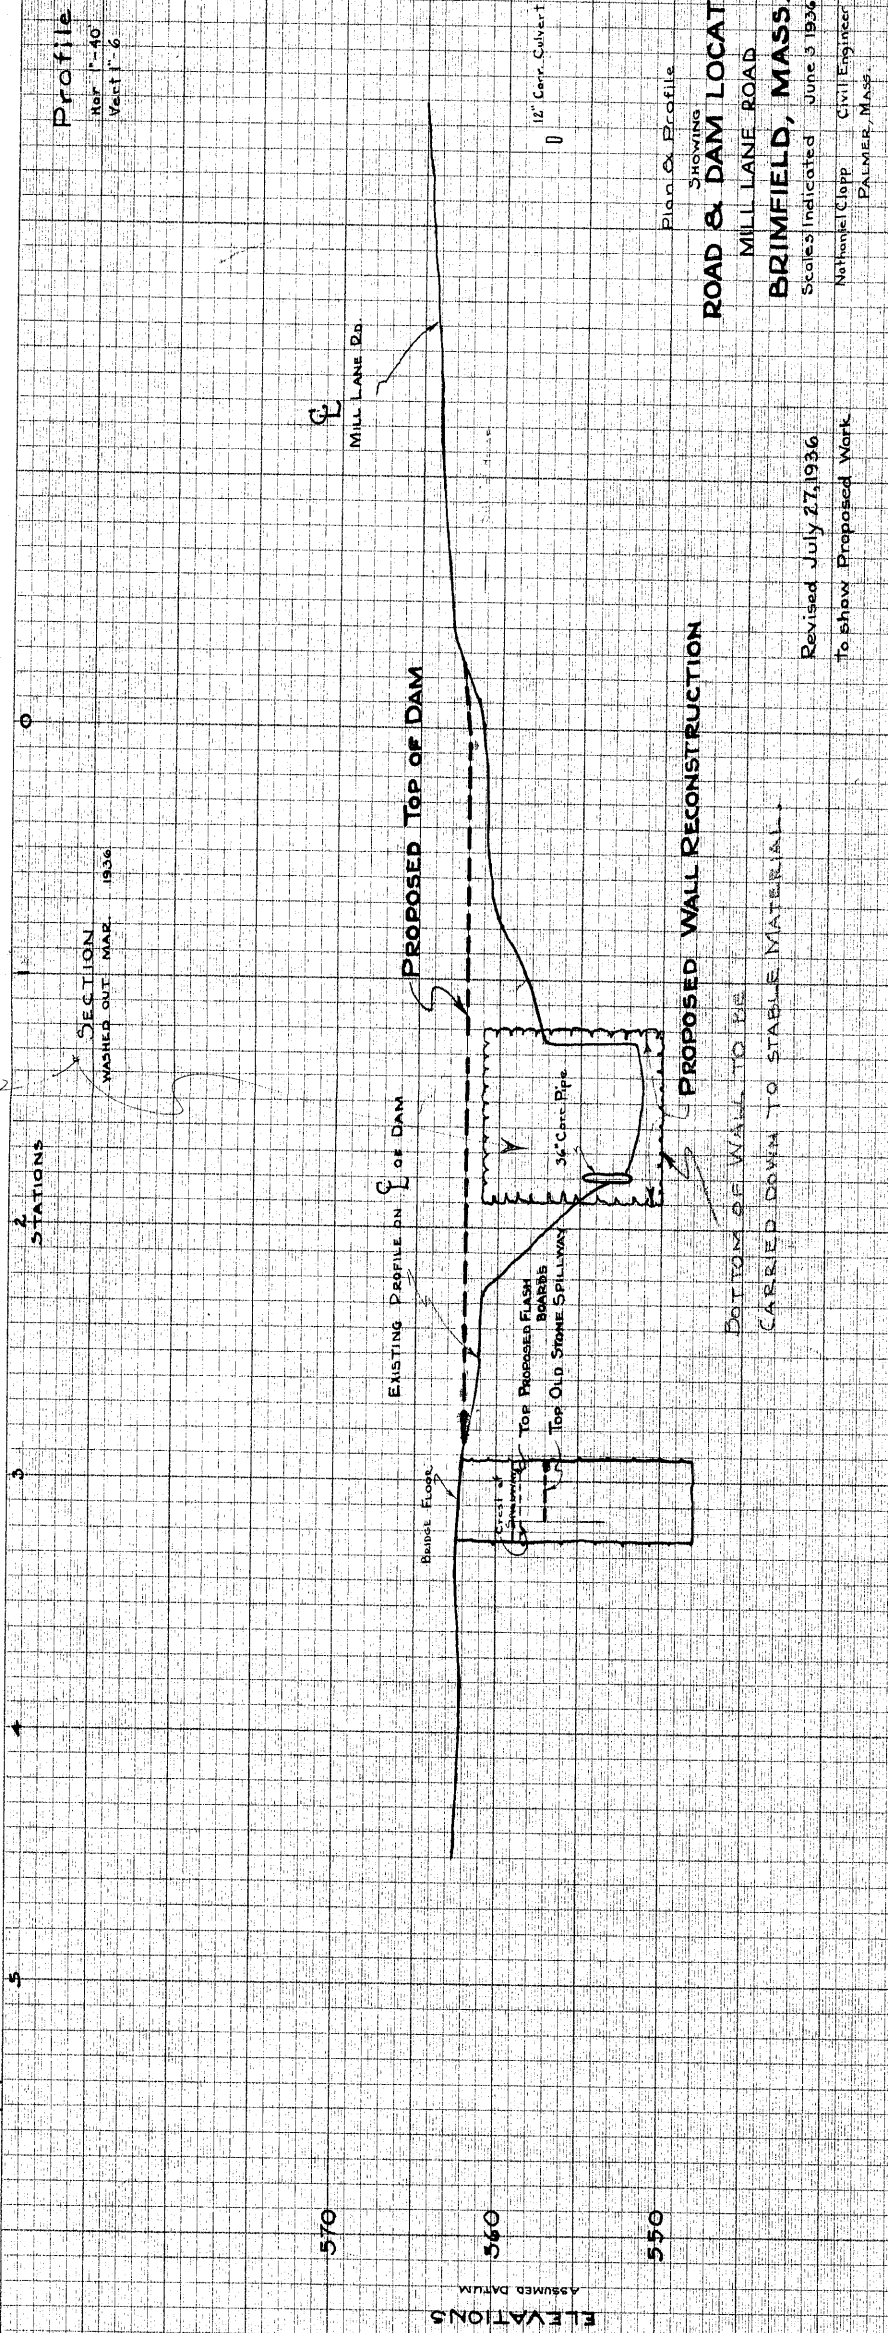 Profile
Hor 1"-40'
Vert 1"-6
5
4
3
2
1
0
STATIONS
SECTION
WASHED OUT MAR. 1936
570
560
550
ELEVATIONS
ASSUMED DATUM
℄
MILL LANE RD.
PROPOSED TOP OF DAM
EXISTING PROFILE ON ℄ OF DAM
BRIDGE FLOOR
Crest of
Spillway
TOP PROPOSED FLASH
BOARDS
TOP OLD STONE SPILLWAY
36" Corr. Pipe
12" Corr. Culvert
PROPOSED WALL RECONSTRUCTION
BOTTOM OF WALL TO BE
CARRIED DOWN TO STABLE MATERIAL.
Plan & Profile
SHOWING
ROAD & DAM LOCAT
MILL LANE ROAD
BRIMFIELD, MASS.
Scales Indicated June 3 1936
Nathaniel Clapp Civil Engineer
PALMER, MASS.
Revised July 27, 1936
To show Proposed Work